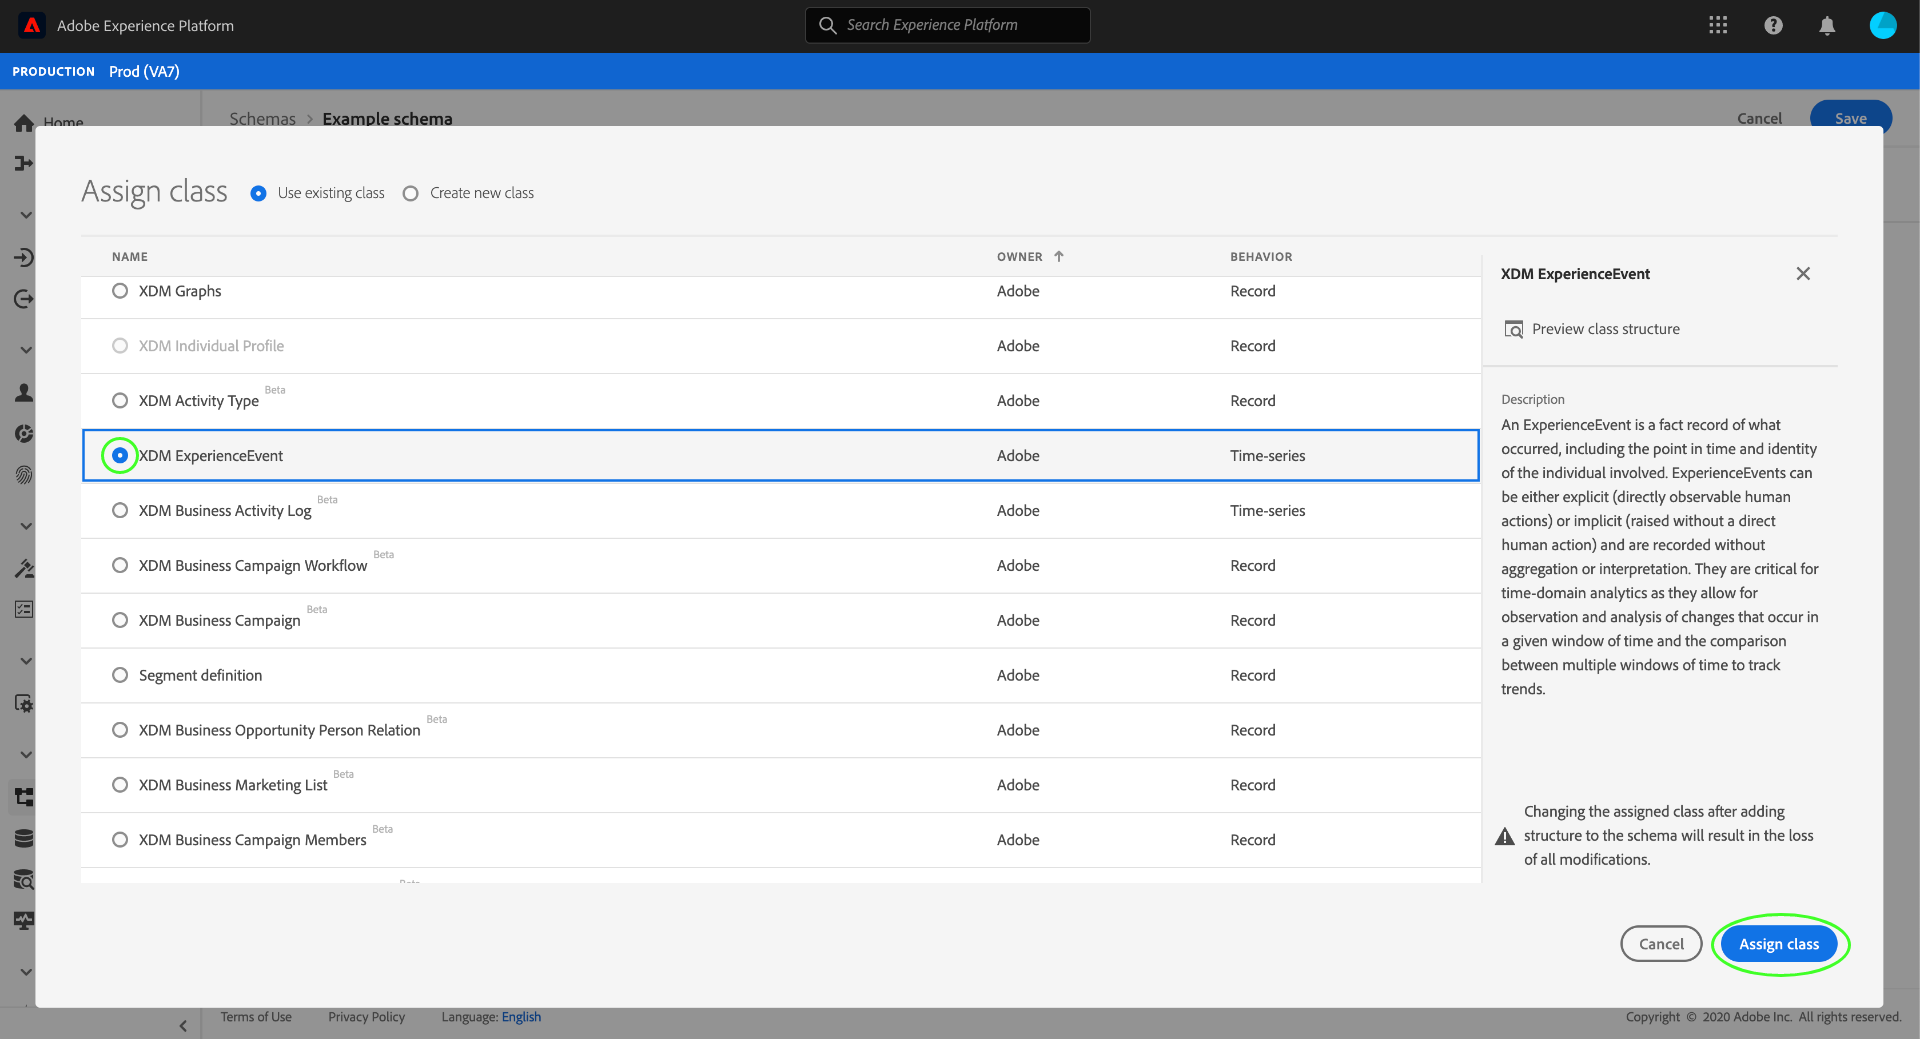 Adobe Experience Platform
Search Experience Platform
PRODUCTION Prod (VA7)
Home
Schemas > Example schema
Cancel
Save
Assign class
Use existing class
Create new class
NAME OWNER ↑ BEHAVIOR
XDM Graphs Adobe Record
XDM Individual Profile Adobe Record
XDM Activity Type Beta Adobe Record
XDM ExperienceEvent Adobe Time-series
XDM Business Activity Log Beta Adobe Time-series
XDM Business Campaign Workflow Beta Adobe Record
XDM Business Campaign Beta Adobe Record
Segment definition Adobe Record
XDM Business Opportunity Person Relation Beta Adobe Record
XDM Business Marketing List Beta Adobe Record
XDM Business Campaign Members Beta Adobe Record
XDM ExperienceEvent
Preview class structure
Description
An ExperienceEvent is a fact record of what
occurred, including the point in time and identity
of the individual involved. ExperienceEvents can
be either explicit (directly observable human
actions) or implicit (raised without a direct
human action) and are recorded without
aggregation or interpretation. They are critical for
time-domain analytics as they allow for
observation and analysis of changes that occur in
a given window of time and the comparison
between multiple windows of time to track
trends.
Changing the assigned class after adding
structure to the schema will result in the loss
of all modifications.
Cancel
Assign class
Terms of Use Privacy Policy Language: English
Copyright © 2020 Adobe Inc. All rights reserved.